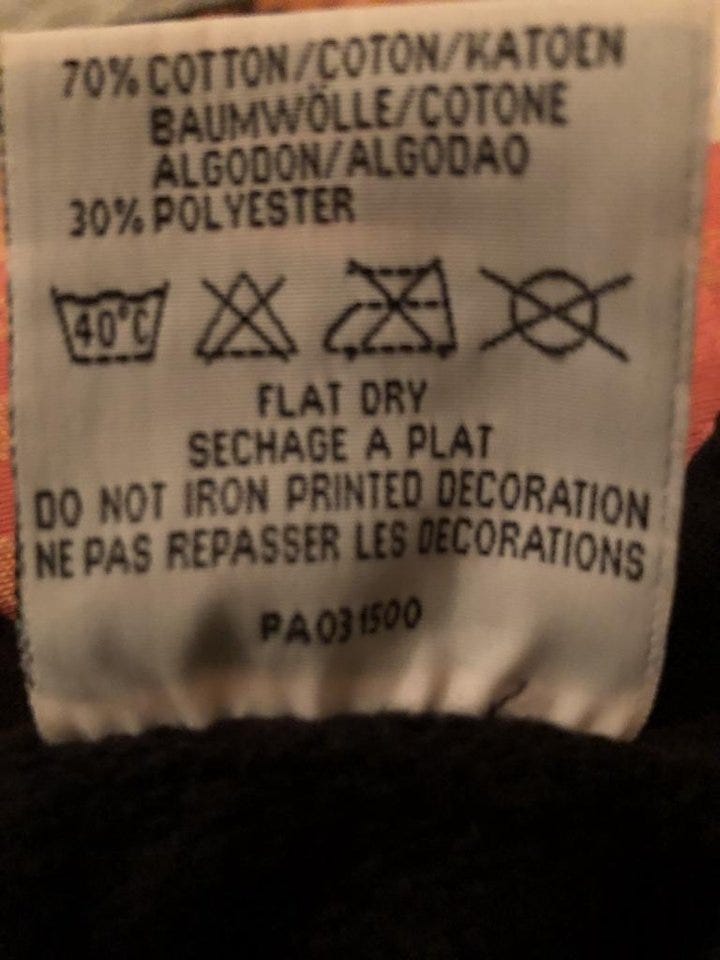 70% COTTON/COTON/KATOEN
BAUMWÖLLE/COTONE
ALGODON/ALGODAO
30% POLYESTER
40°C
FLAT DRY
SECHAGE A PLAT
DO NOT IRON PRINTED DECORATION
NE PAS REPASSER LES DECORATIONS
PA031500